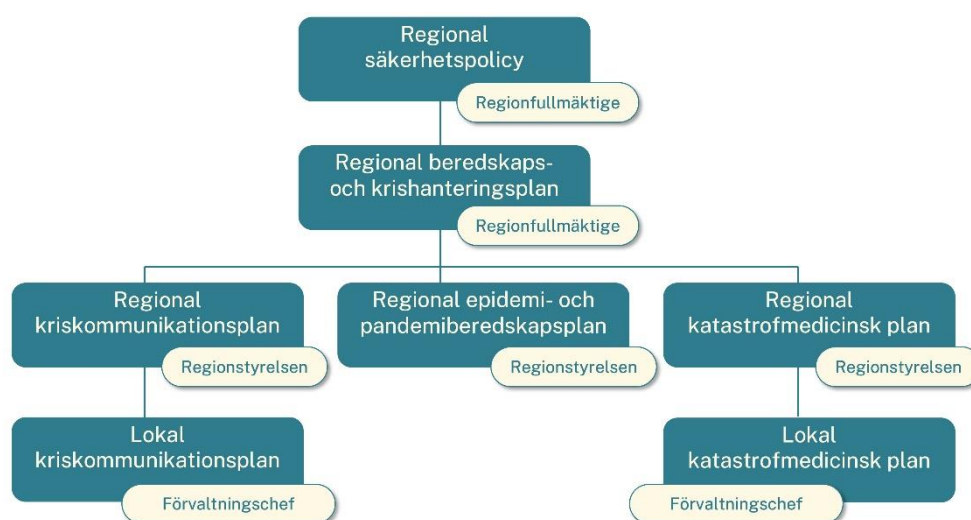 Regional
säkerhetspolicy
Regionfullmäktige
Regional beredskaps-
och krishanteringsplan
Regionfullmäktige
Regional
kriskommunikationsplan
Regionstyrelsen
Regional epidemi- och
pandemiberedskapsplan
Regionstyrelsen
Regional
katastrofmedicinsk plan
Regionstyrelsen
Lokal
kriskommunikationsplan
Förvaltningschef
Lokal
katastrofmedicinsk plan
Förvaltningschef